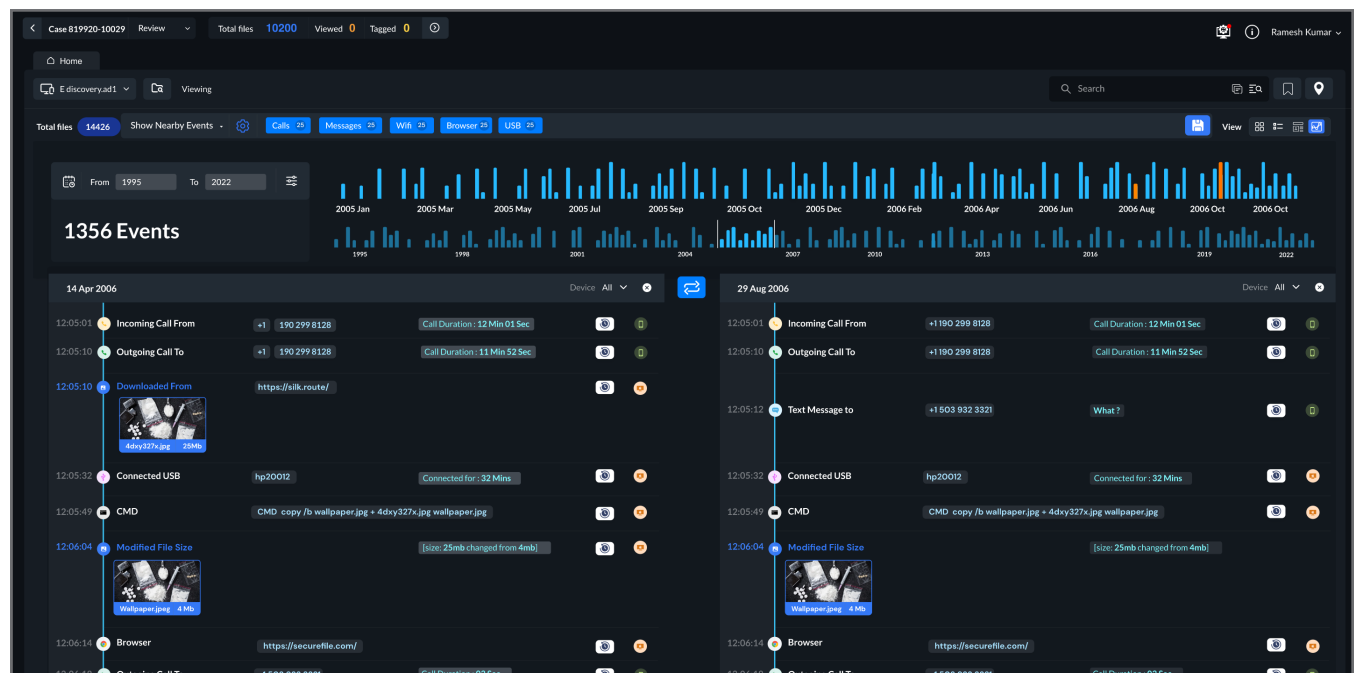 Case 819920-10029 Review Total files 10200 Viewed 0 Tagged 0
Ramesh Kumar
Home
E discovery.ad1 Viewing Search
Total files 14426 Show Nearby Events Calls 25 Messages 25 Wifi 25 Browser 25 USB 25 View
From 1995 To 2022
1356 Events
2005 Jan 2005 Mar 2005 May 2005 Jul 2005 Sep 2005 Oct 2005 Dec 2006 Feb 2006 Apr 2006 Jun 2006 Aug 2006 Oct 2006 Oct
1995 1998 2001 2004 2007 2010 2013 2016 2019 2022
14 Apr 2006 Device All
12:05:01 Incoming Call From +1 190 299 8128 Call Duration : 12 Min 01 Sec
12:05:10 Outgoing Call To +1 190 299 8128 Call Duration : 11 Min 52 Sec
12:05:10 Downloaded From https://silk.route/
4dxy327x.jpg 25Mb
12:05:32 Connected USB hp20012 Connected for : 32 Mins
12:05:49 CMD CMD copy /b wallpaper.jpg + 4dxy327x.jpg wallpaper.jpg
12:06:04 Modified File Size [size: 25mb changed from 4mb]
Wallpaper.jpeg 4 Mb
12:06:14 Browser https://securefile.com/
29 Aug 2006 Device All
12:05:01 Incoming Call From +1 190 299 8128 Call Duration : 12 Min 01 Sec
12:05:10 Outgoing Call To +1 190 299 8128 Call Duration : 11 Min 52 Sec
12:05:12 Text Message to +1 503 932 3321 What ?
12:05:32 Connected USB hp20012 Connected for : 32 Mins
12:05:49 CMD CMD copy /b wallpaper.jpg + 4dxy327x.jpg wallpaper.jpg
12:06:04 Modified File Size [size: 25mb changed from 4mb]
Wallpaper.jpeg 4 Mb
12:06:14 Browser https://securefile.com/